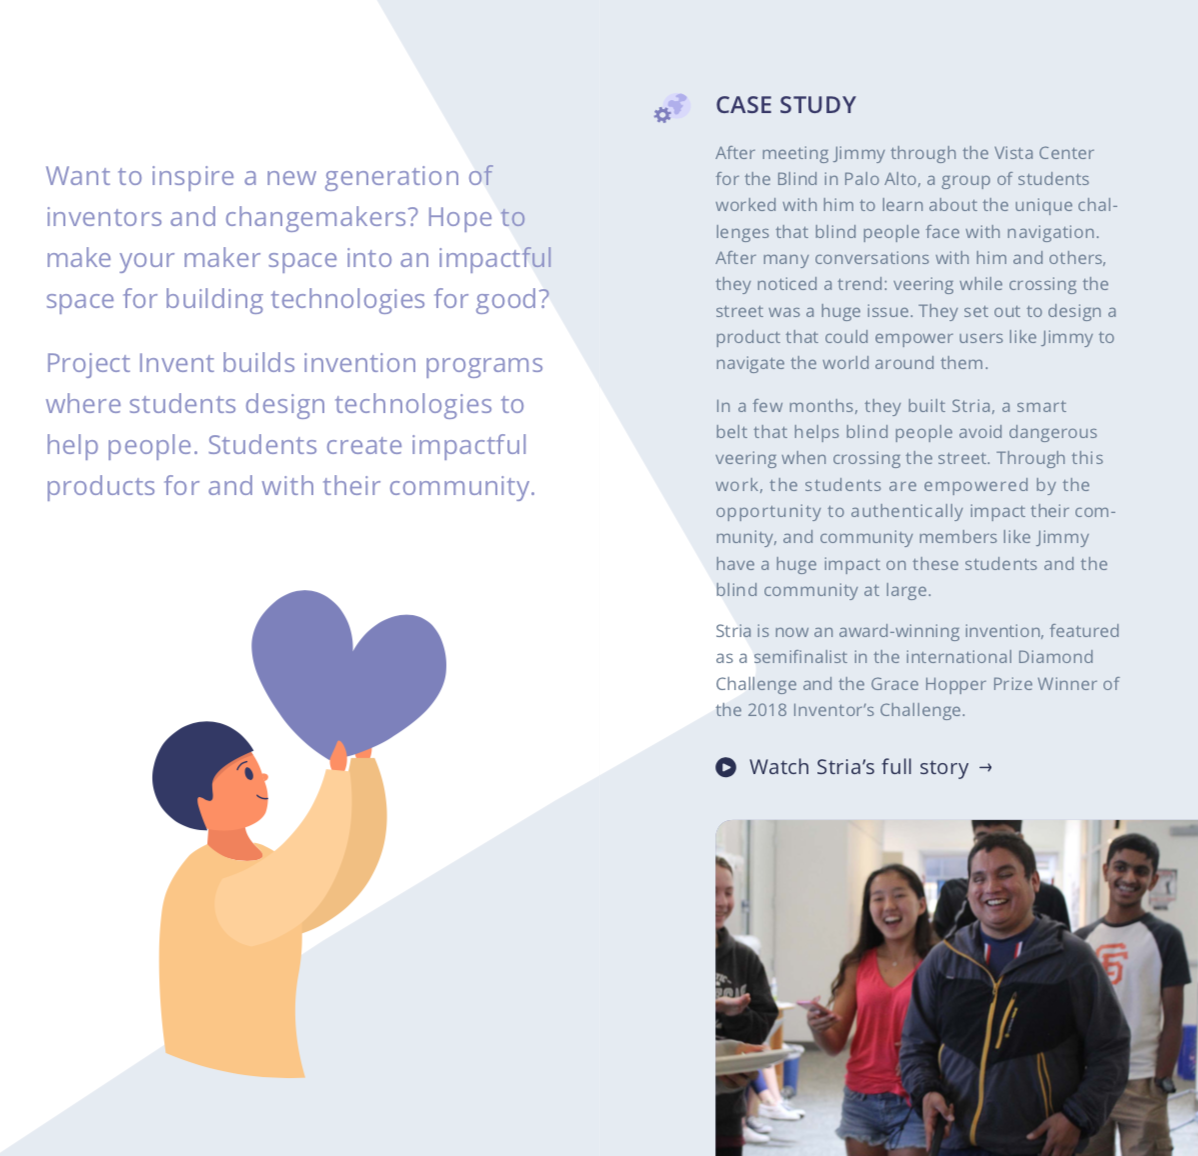 Want to inspire a new generation of
inventors and changemakers? Hope to
make your maker space into an impactful
space for building technologies for good?
Project Invent builds invention programs
where students design technologies to
help people. Students create impactful
products for and with their community.
CASE STUDY
After meeting Jimmy through the Vista Center
for the Blind in Palo Alto, a group of students
worked with him to learn about the unique chal-
lenges that blind people face with navigation.
After many conversations with him and others,
they noticed a trend: veering while crossing the
street was a huge issue. They set out to design a
product that could empower users like Jimmy to
navigate the world around them.
In a few months, they built Stria, a smart
belt that helps blind people avoid dangerous
veering when crossing the street. Through this
work, the students are empowered by the
opportunity to authentically impact their com-
munity, and community members like Jimmy
have a huge impact on these students and the
blind community at large.
Stria is now an award-winning invention, featured
as a semifinalist in the international Diamond
Challenge and the Grace Hopper Prize Winner of
the 2018 Inventor’s Challenge.
Watch Stria’s full story →
SF